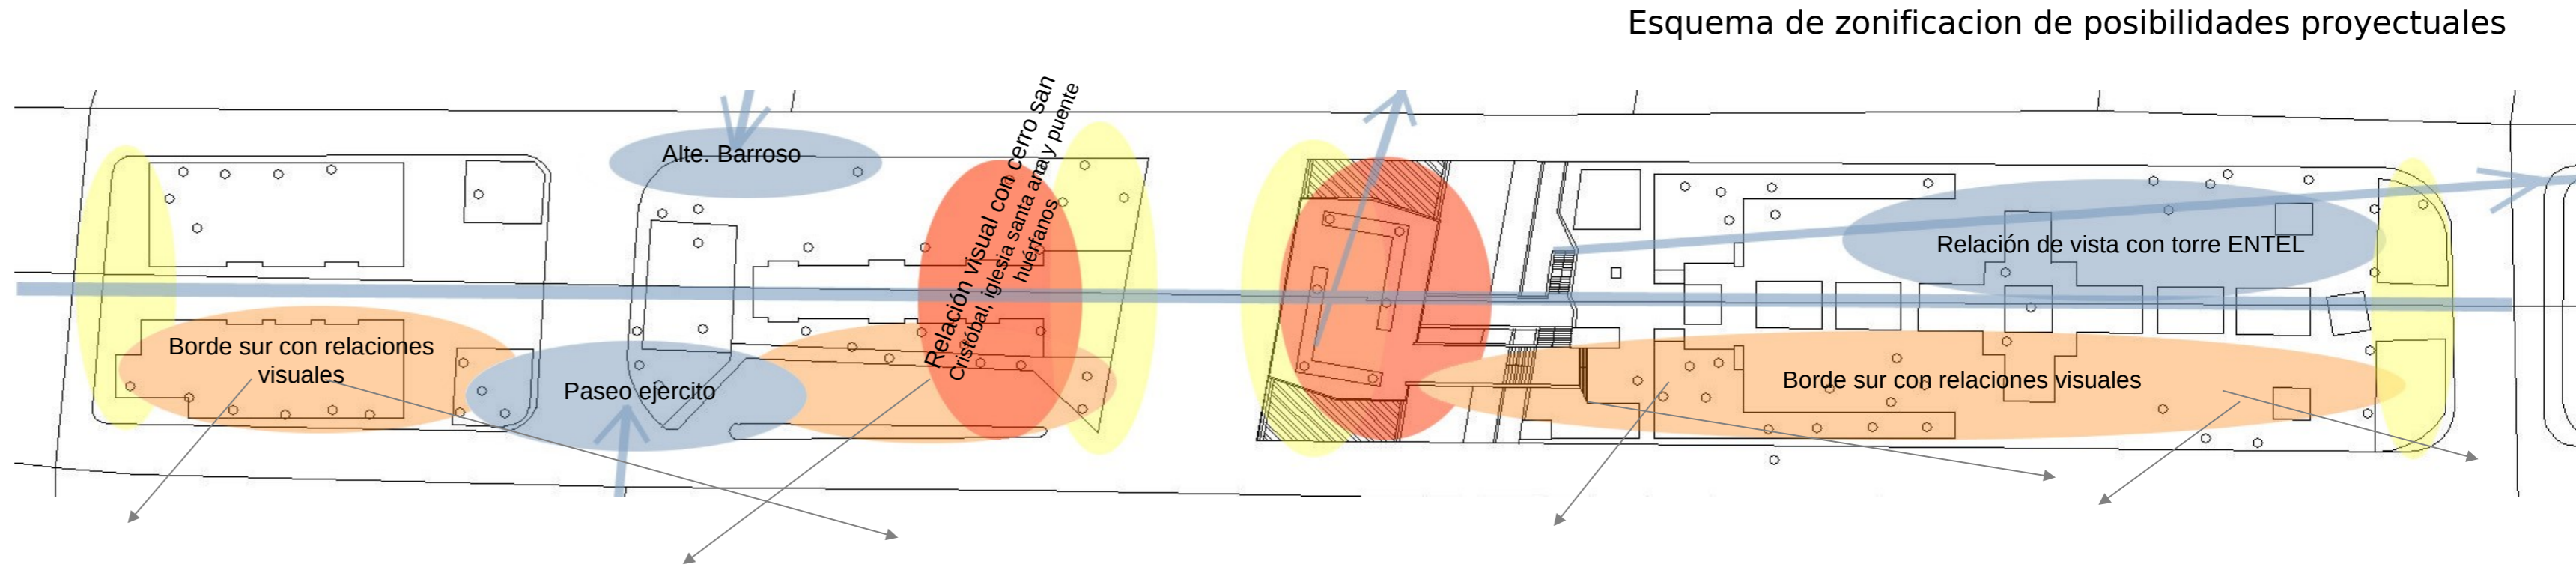 Esquema de zonificacion de posibilidades proyectuales
Alte. Barroso
Relación visual con cerro san
Cristóbal, iglesia santa ana y puente
huérfanos
Relación de vista con torre ENTEL
Borde sur con relaciones
visuales
Paseo ejercito
Borde sur con relaciones visuales